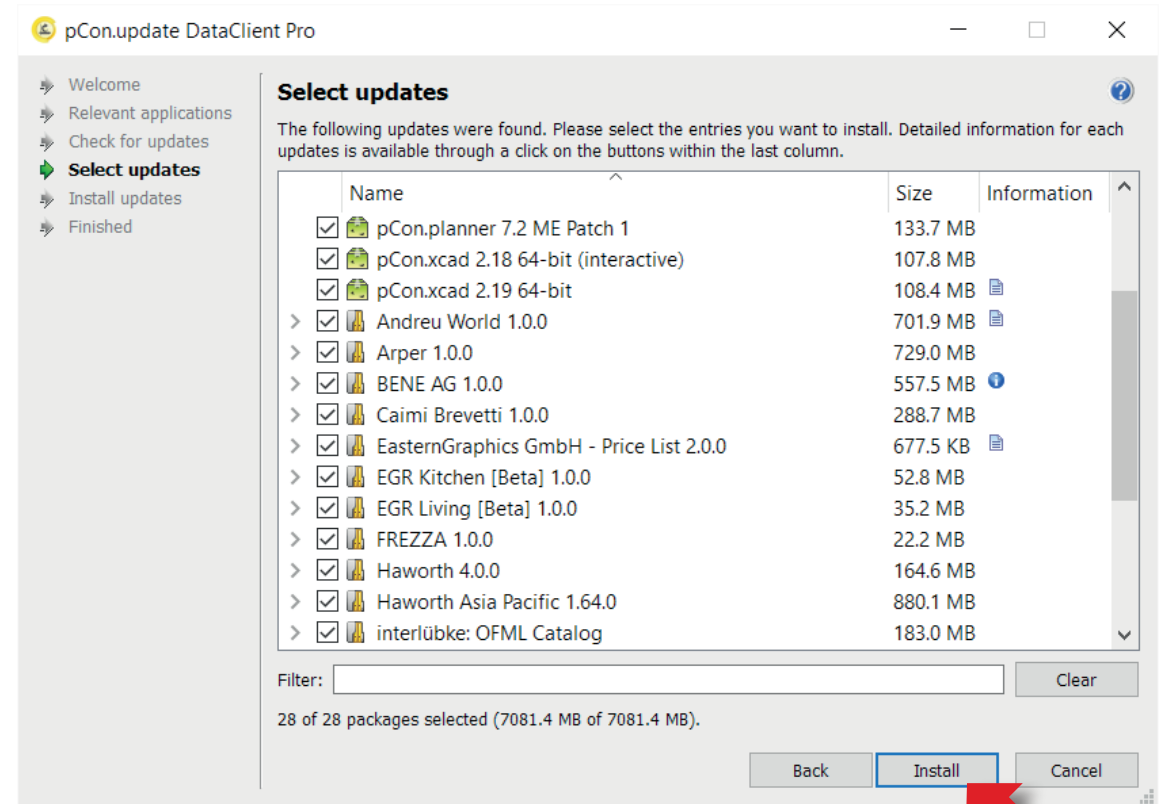 pCon.update DataClient Pro
Welcome
Relevant applications
Check for updates
Select updates
Install updates
Finished
Select updates
The following updates were found. Please select the entries you want to install. Detailed information for each
updates is available through a click on the buttons within the last column.
Name Size Information
pCon.planner 7.2 ME Patch 1 133.7 MB
pCon.xcad 2.18 64-bit (interactive) 107.8 MB
pCon.xcad 2.19 64-bit 108.4 MB
Andreu World 1.0.0 701.9 MB
Arper 1.0.0 729.0 MB
BENE AG 1.0.0 557.5 MB
Caimi Brevetti 1.0.0 288.7 MB
EasternGraphics GmbH - Price List 2.0.0 677.5 KB
EGR Kitchen [Beta] 1.0.0 52.8 MB
EGR Living [Beta] 1.0.0 35.2 MB
FREZZA 1.0.0 22.2 MB
Haworth 4.0.0 164.6 MB
Haworth Asia Pacific 1.64.0 880.1 MB
interlübke: OFML Catalog 183.0 MB
Filter: Clear
28 of 28 packages selected (7081.4 MB of 7081.4 MB).
Back Install Cancel